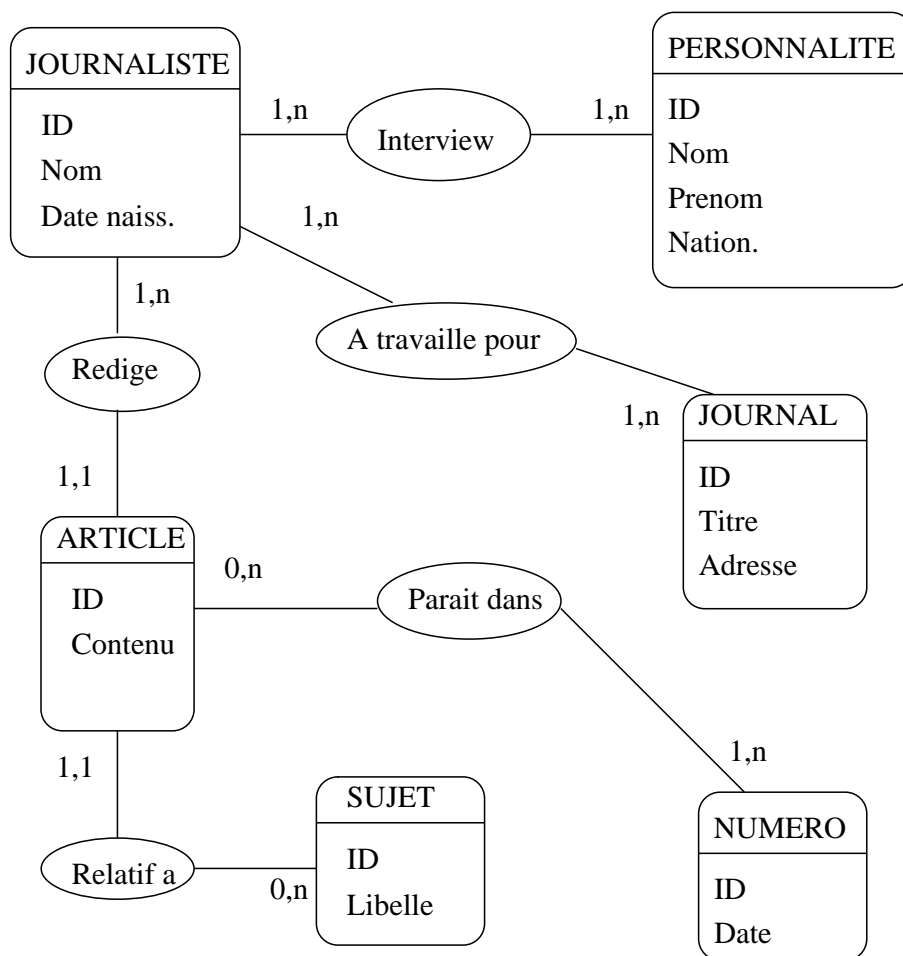 JOURNALISTE
ID
Nom
Date naiss.
1,n
Interview
1,n
PERSONNALITE
ID
Nom
Prenom
Nation.
1,n
A travaille pour
1,n
JOURNAL
ID
Titre
Adresse
1,n
Redige
1,1
ARTICLE
ID
Contenu
0,n
Parait dans
1,n
NUMERO
ID
Date
1,1
Relatif a
0,n
SUJET
ID
Libelle